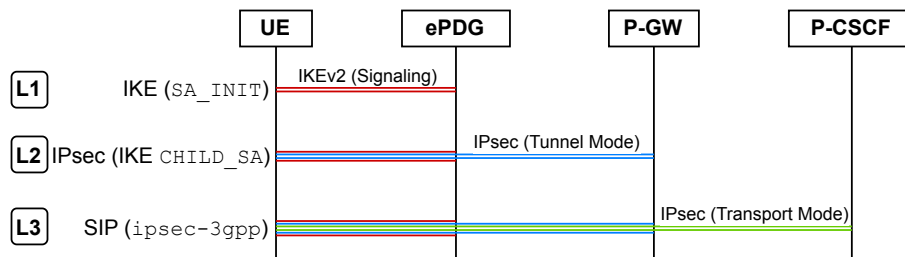 UE ePDG P-GW P-CSCF
IKEv2 (Signaling)
L1 IKE (SA_INIT)
IPsec (Tunnel Mode)
L2 IPsec (IKE CHILD_SA)
IPsec (Transport Mode)
L3 SIP (ipsec-3gpp)